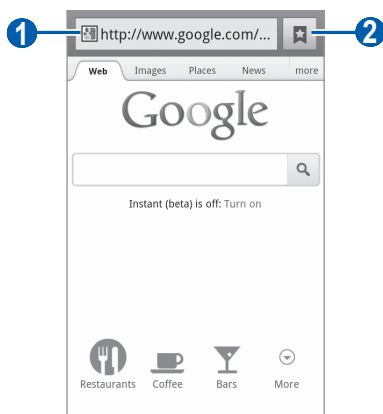 1 http://www.google.com/... 2
Web Images Places News more
Google
Instant (beta) is off: Turn on
Restaurants Coffee Bars More